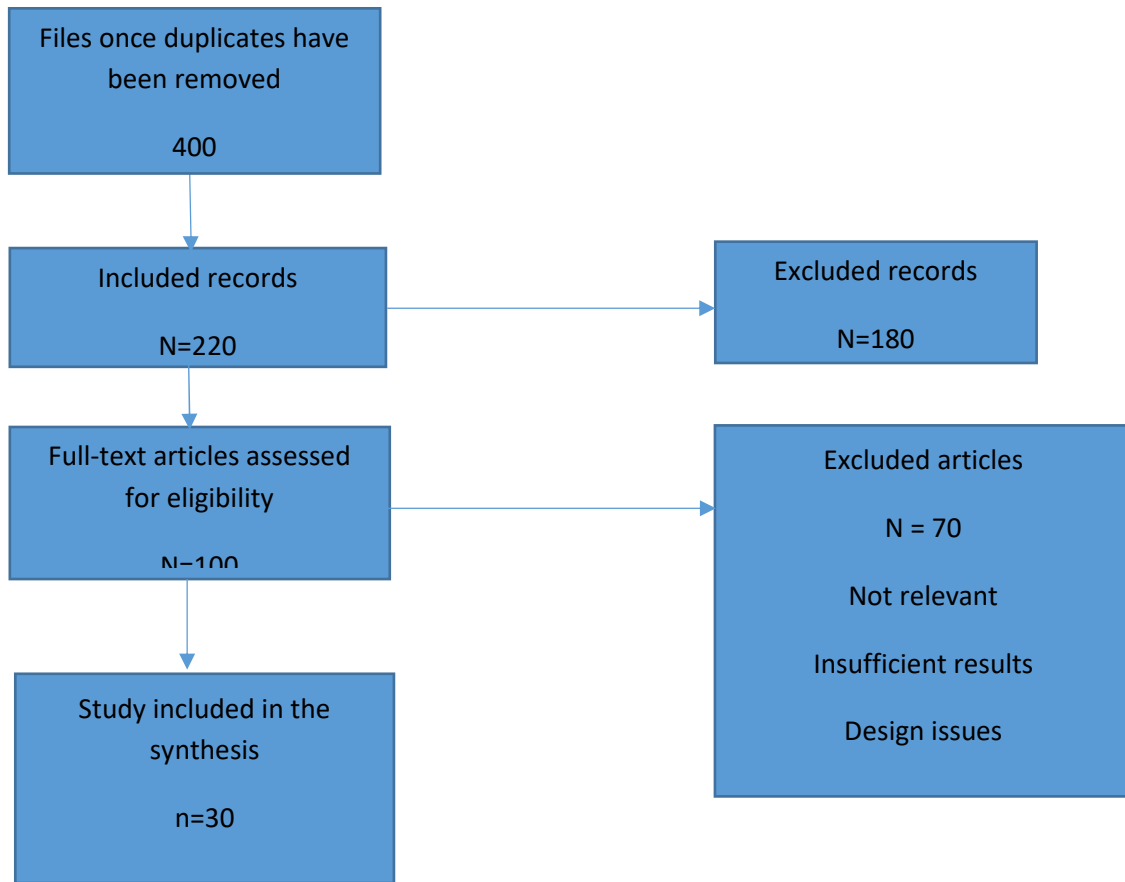 Files once duplicates have
been removed
400
Included records
N=220
Excluded records
N=180
Full-text articles assessed
for eligibility
N=100
Excluded articles
N = 70
Not relevant
Insufficient results
Design issues
Study included in the
synthesis
n=30